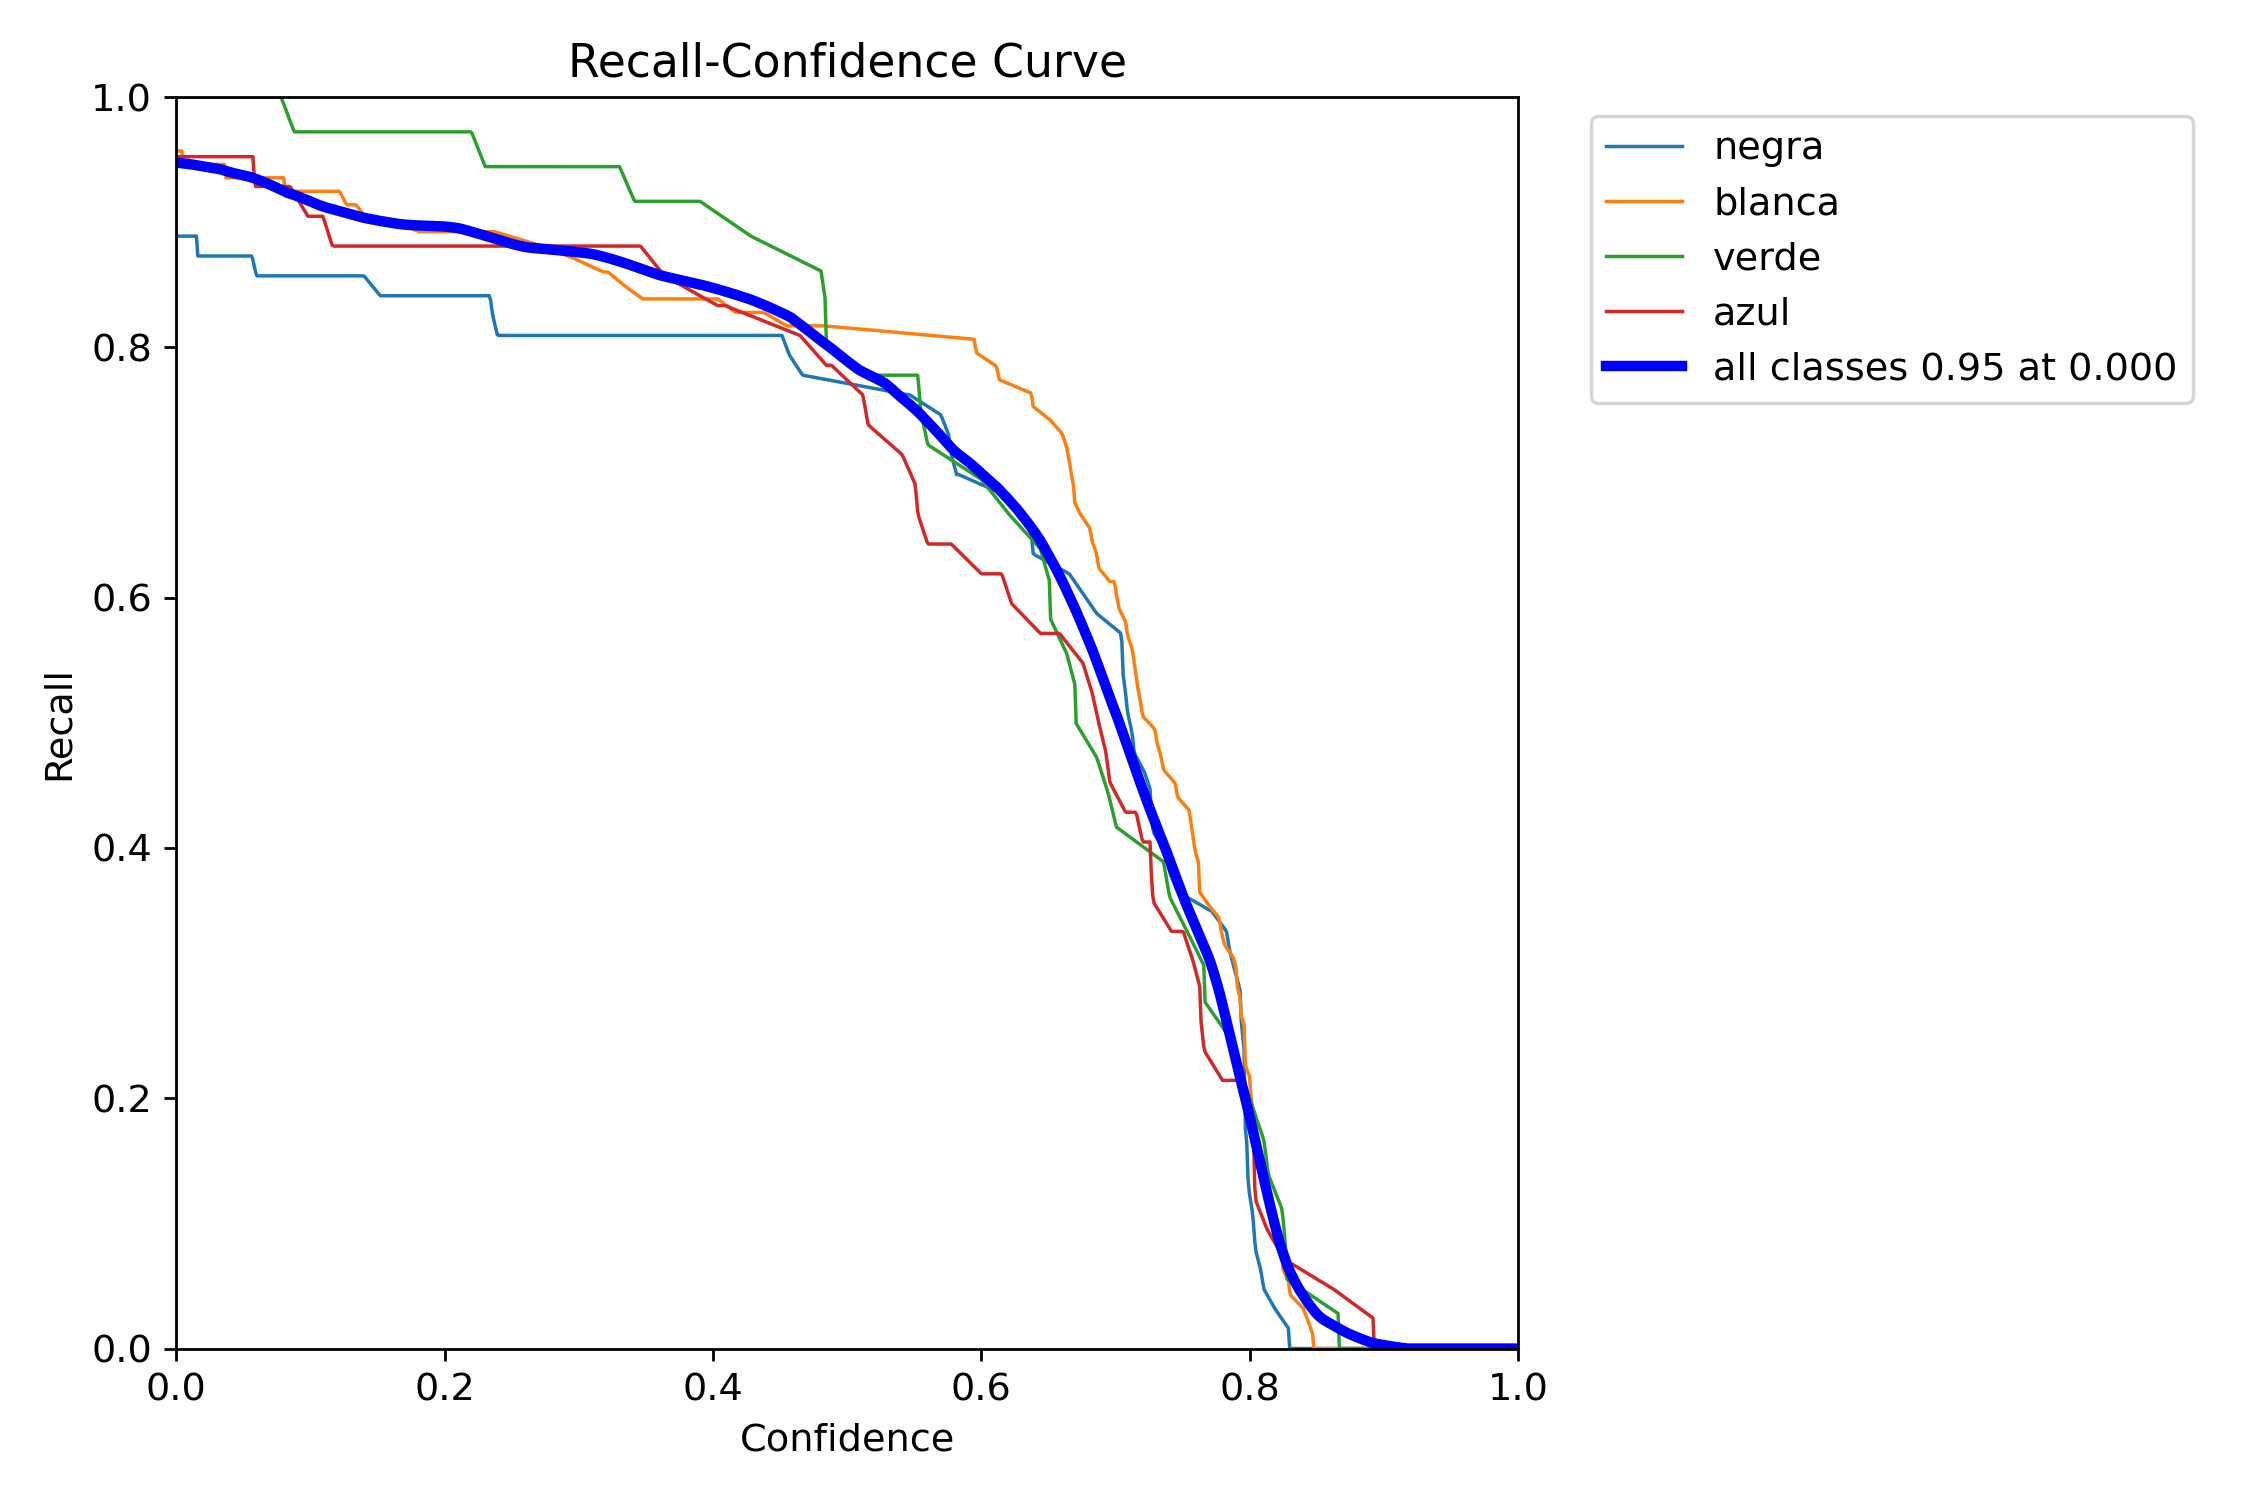 Recall-Confidence Curve
1.0
0.8
0.6
0.4
0.2
0.0
Recall
0.0 0.2 0.4 0.6 0.8 1.0
Confidence
negra
blanca
verde
azul
all classes 0.95 at 0.000